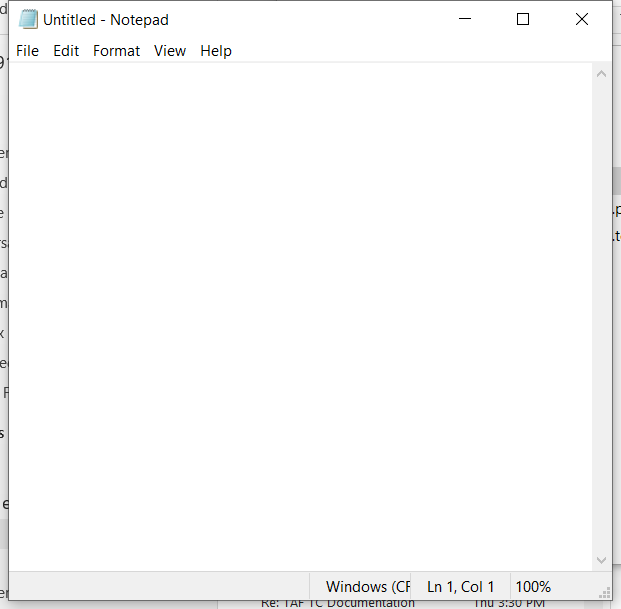 Untitled - Notepad
File Edit Format View Help
Windows (CR
Ln 1, Col 1
100%
Re: TAF TC Documentation
Thu 3:30 PM